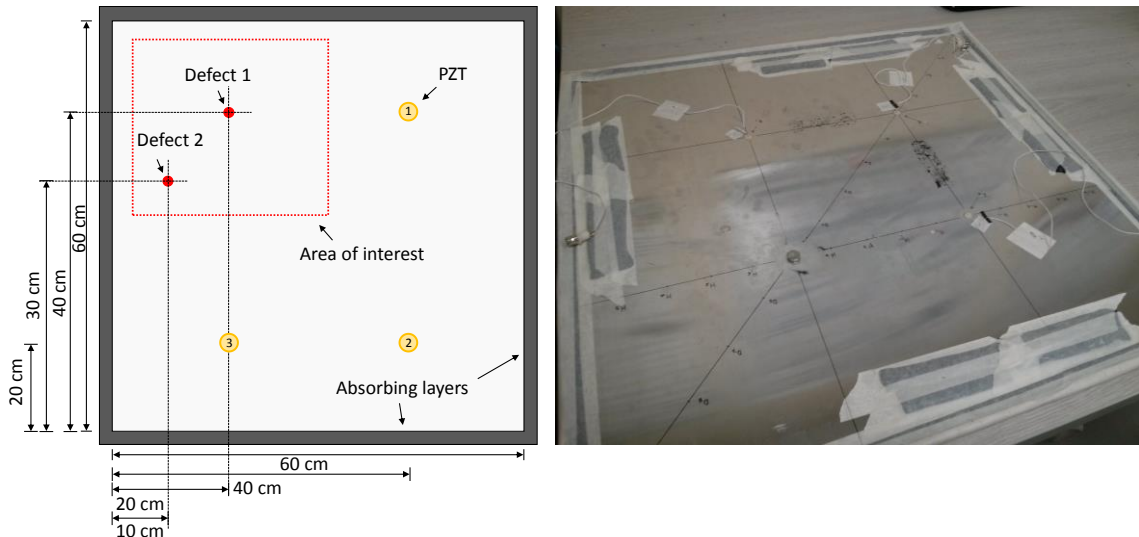 Defect 1
PZT
1
Defect 2
Area of interest
60 cm
40 cm
30 cm
20 cm
3
2
Absorbing layers
60 cm
40 cm
20 cm
10 cm